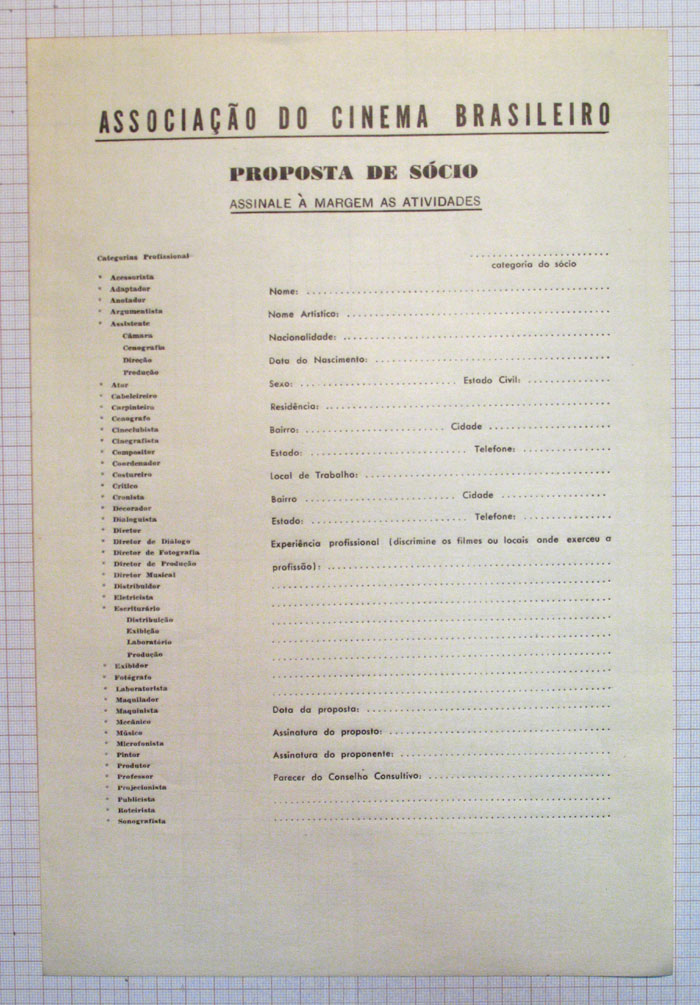 ASSOCIAÇÃO DO CINEMA BRASILEIRO
PROPOSTA DE SÓCIO
ASSINALE À MARGEM AS ATIVIDADES
Categorias Profissional
* Acessorista
* Adaptador
* Anotador
* Argumentista
* Assistente
Câmara
Cenografia
Direção
Produção
* Ator
* Cabeleireiro
* Carpinteiro
* Cenografo
* Cineclubista
* Cinegrafista
* Compositor
* Coordenador
* Costureiro
* Crítico
* Cronista
* Decorador
* Dialoguista
* Diretor
* Diretor de Diálogo
* Diretor de Fotografia
* Diretor de Produção
* Diretor Musical
* Distribuidor
* Eletricista
* Escriturário
Distribuição
Exibição
Laboratório
Produção
* Exibidor
* Fotógrafo
* Laboratorista
* Maquilador
* Maquinista
* Mecânico
* Músico
* Microfonista
* Pintor
* Produtor
* Professor
* Projecionista
* Publicista
* Roteirista
* Sonografista
categoria do sócio
Nome:
Nome Artístico:
Nacionalidade:
Data do Nascimento:
Sexo: Estado Civil:
Residência:
Bairro: Cidade
Estado: Telefone:
Local de Trabalho:
Bairro Cidade
Estado: Telefone:
Experiência profissional (discrimine os filmes ou locais onde exerceu a
profissão):
Data da proposta:
Assinatura do proposto:
Assinatura do proponente:
Parecer do Conselho Consultivo: